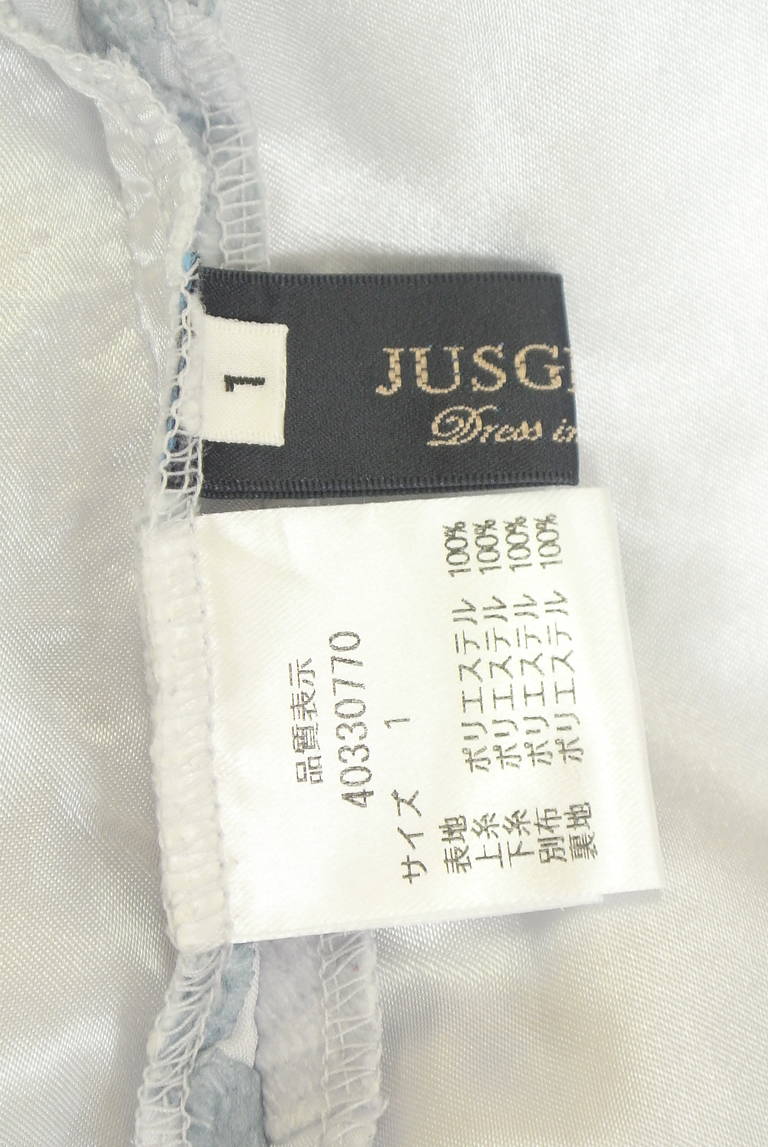 JUSG
Dress in
1
品質表示
40330770
サイズ 1
表地
上糸 ポリエステル 100%
下糸 ポリエステル 100%
別布 ポリエステル 100%
裏地 ポリエステル 100%